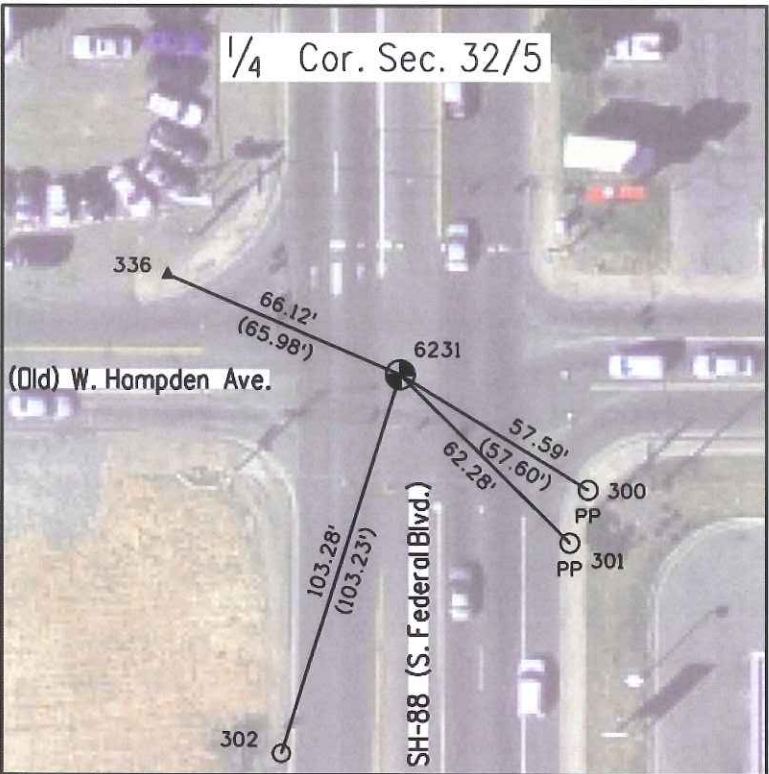 1/4 Cor. Sec. 32/5
336
66.12'
(65.98')
6231
(Old) W. Hampden Ave.
57.59'
(57.60')
62.28'
300
PP
301
PP
103.28'
(103.23')
SH-88 (S. Federal Blvd.)
302